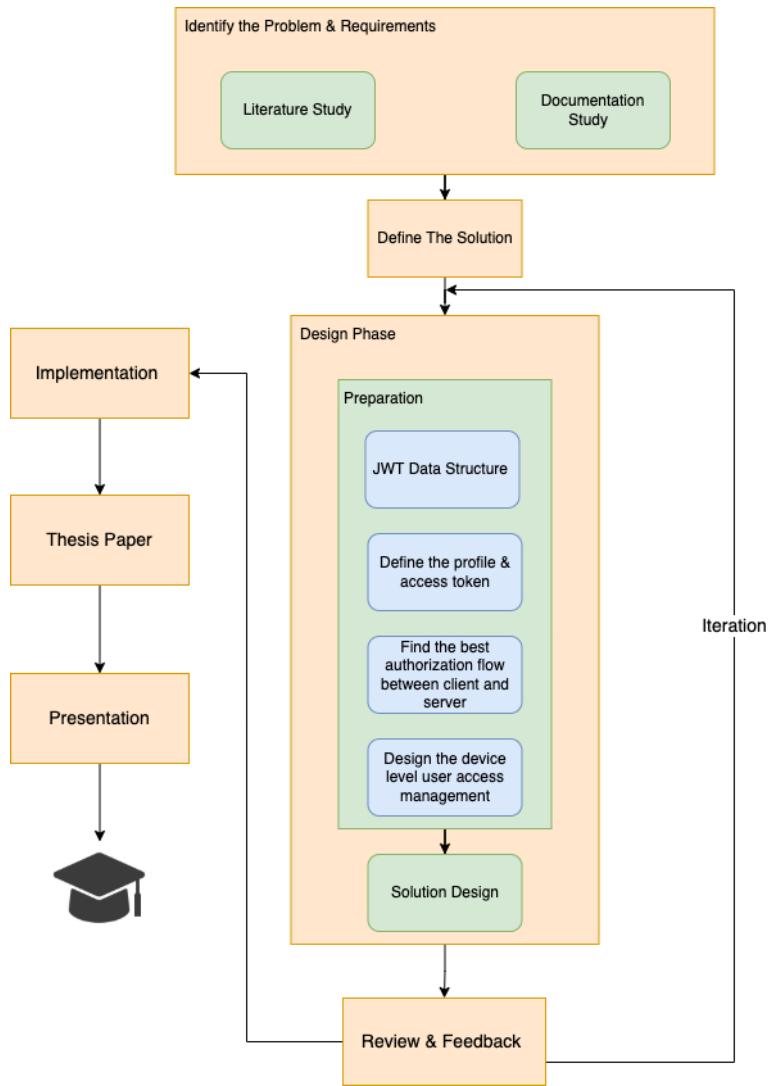 Identify the Problem & Requirements
Literature Study
Documentation
Study
Define The Solution
Design Phase
Preparation
JWT Data Structure
Define the profile &
access token
Find the best
authorization flow
between client and
server
Design the device
level user access
management
Solution Design
Review & Feedback
Iteration
Implementation
Thesis Paper
Presentation